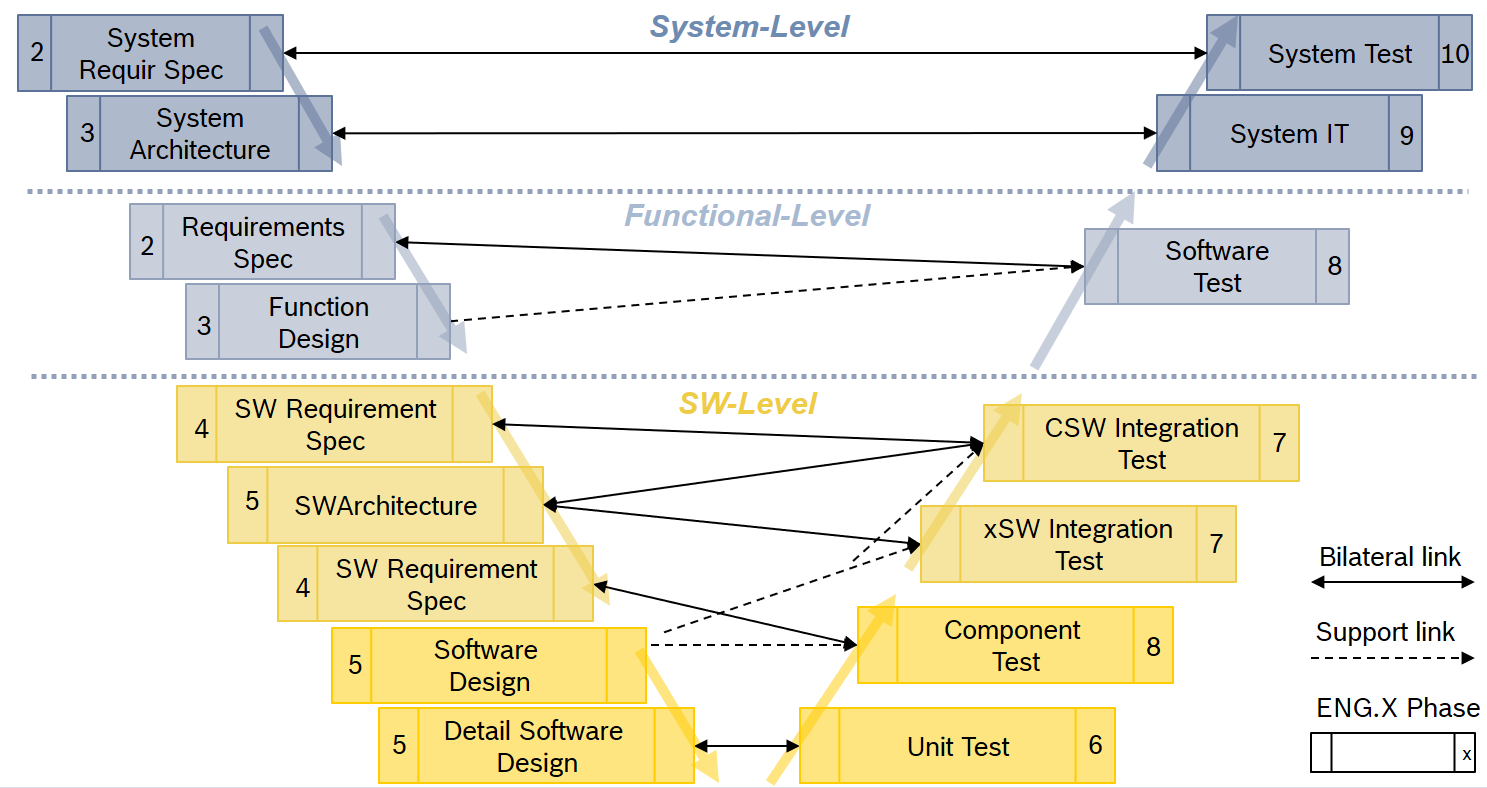 System-Level
2
System
Requir Spec
System Test
10
3
System
Architecture
System IT
9
Functional-Level
2
Requirements
Spec
Software
Test
8
3
Function
Design
SW-Level
4
SW Requirement
Spec
CSW Integration
Test
7
5
SWArchitecture
xSW Integration
Test
7
4
SW Requirement
Spec
Component
Test
8
5
Software
Design
5
Detail Software
Design
Unit Test
6
Bilateral link
Support link
ENG.X Phase
x